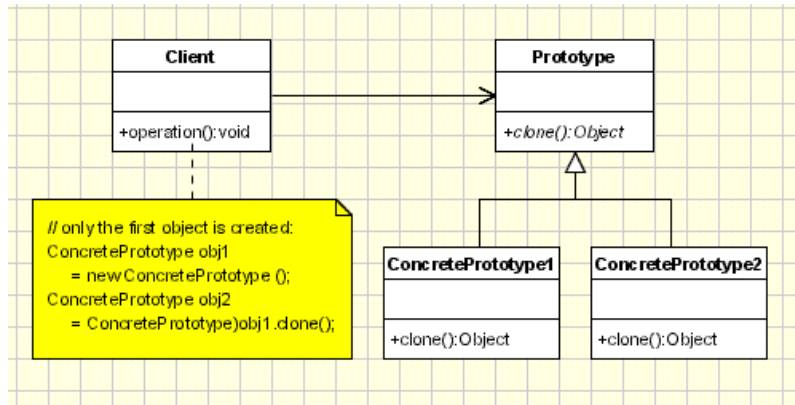 Client
+operation():void
Prototype
+clone():Object
// only the first object is created:
ConcretePrototype obj1
= new ConcretePrototype ();
ConcretePrototype obj2
= ConcretePrototype)obj1.clone();
ConcretePrototype1
+clone():Object
ConcretePrototype2
+clone():Object